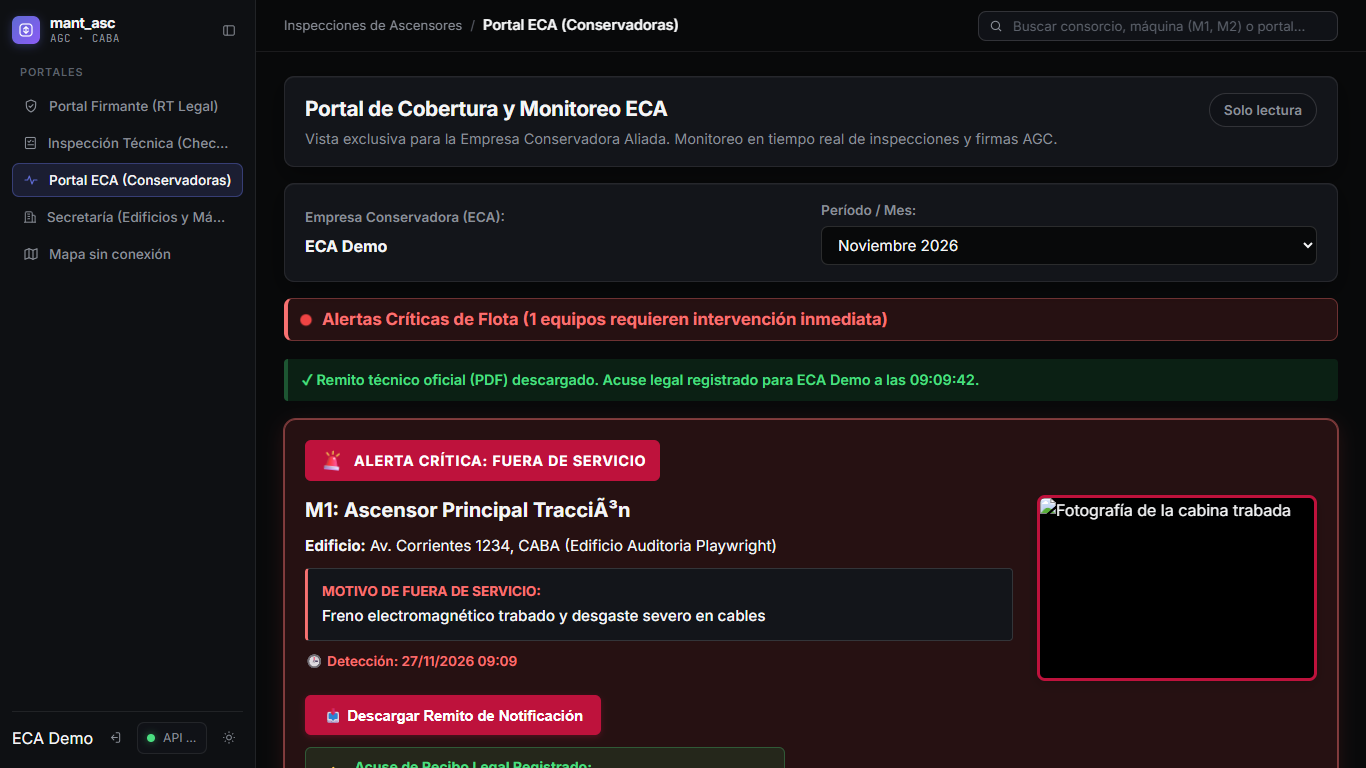 mant_asc
AGC · CABA
PORTALES
Portal Firmante (RT Legal)
Inspección Técnica (Chec...
Portal ECA (Conservadoras)
Secretaría (Edificios y Má...
Mapa sin conexión
ECA Demo
API ...
Inspecciones de Ascensores / Portal ECA (Conservadoras)
Buscar consorcio, máquina (M1, M2) o portal...
Portal de Cobertura y Monitoreo ECA
Solo lectura
Vista exclusiva para la Empresa Conservadora Aliada. Monitoreo en tiempo real de inspecciones y firmas AGC.
Empresa Conservadora (ECA):
ECA Demo
Período / Mes:
Noviembre 2026
Alertas Críticas de Flota (1 equipos requieren intervención inmediata)
✓ Remito técnico oficial (PDF) descargado. Acuse legal registrado para ECA Demo a las 09:09:42.
🚨 ALERTA CRÍTICA: FUERA DE SERVICIO
M1: Ascensor Principal TracciÃ³n
Edificio: Av. Corrientes 1234, CABA (Edificio Auditoria Playwright)
MOTIVO DE FUERA DE SERVICIO:
Freno electromagnético trabado y desgaste severo en cables
🕒 Detección: 27/11/2026 09:09
Fotografía de la cabina trabada
📥 Descargar Remito de Notificación
Acuse de Recibo Legal Registrado: